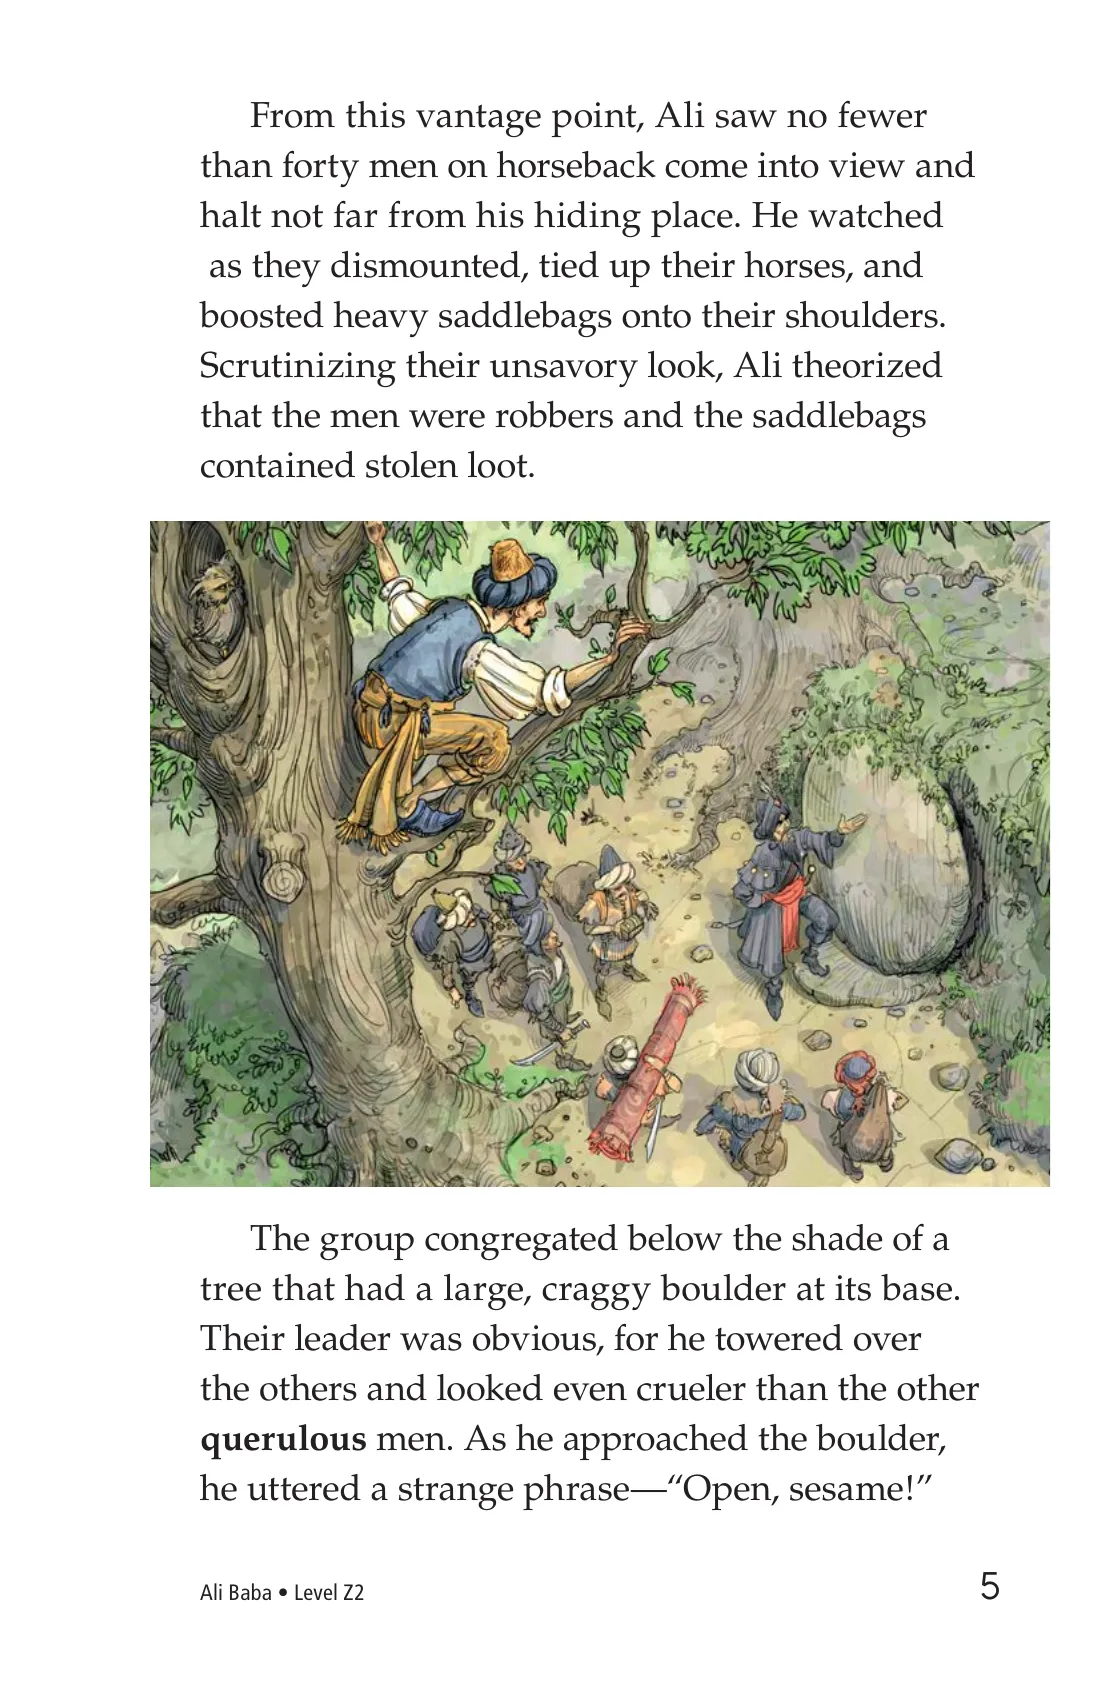 From this vantage point, Ali saw no fewer
than forty men on horseback come into view and
halt not far from his hiding place. He watched
as they dismounted, tied up their horses, and
boosted heavy saddlebags onto their shoulders.
Scrutinizing their unsavory look, Ali theorized
that the men were robbers and the saddlebags
contained stolen loot.
The group congregated below the shade of a
tree that had a large, craggy boulder at its base.
Their leader was obvious, for he towered over
the others and looked even crueler than the other
querulous men. As he approached the boulder,
he uttered a strange phrase—“Open, sesame!”
Ali Baba • Level Z2
5